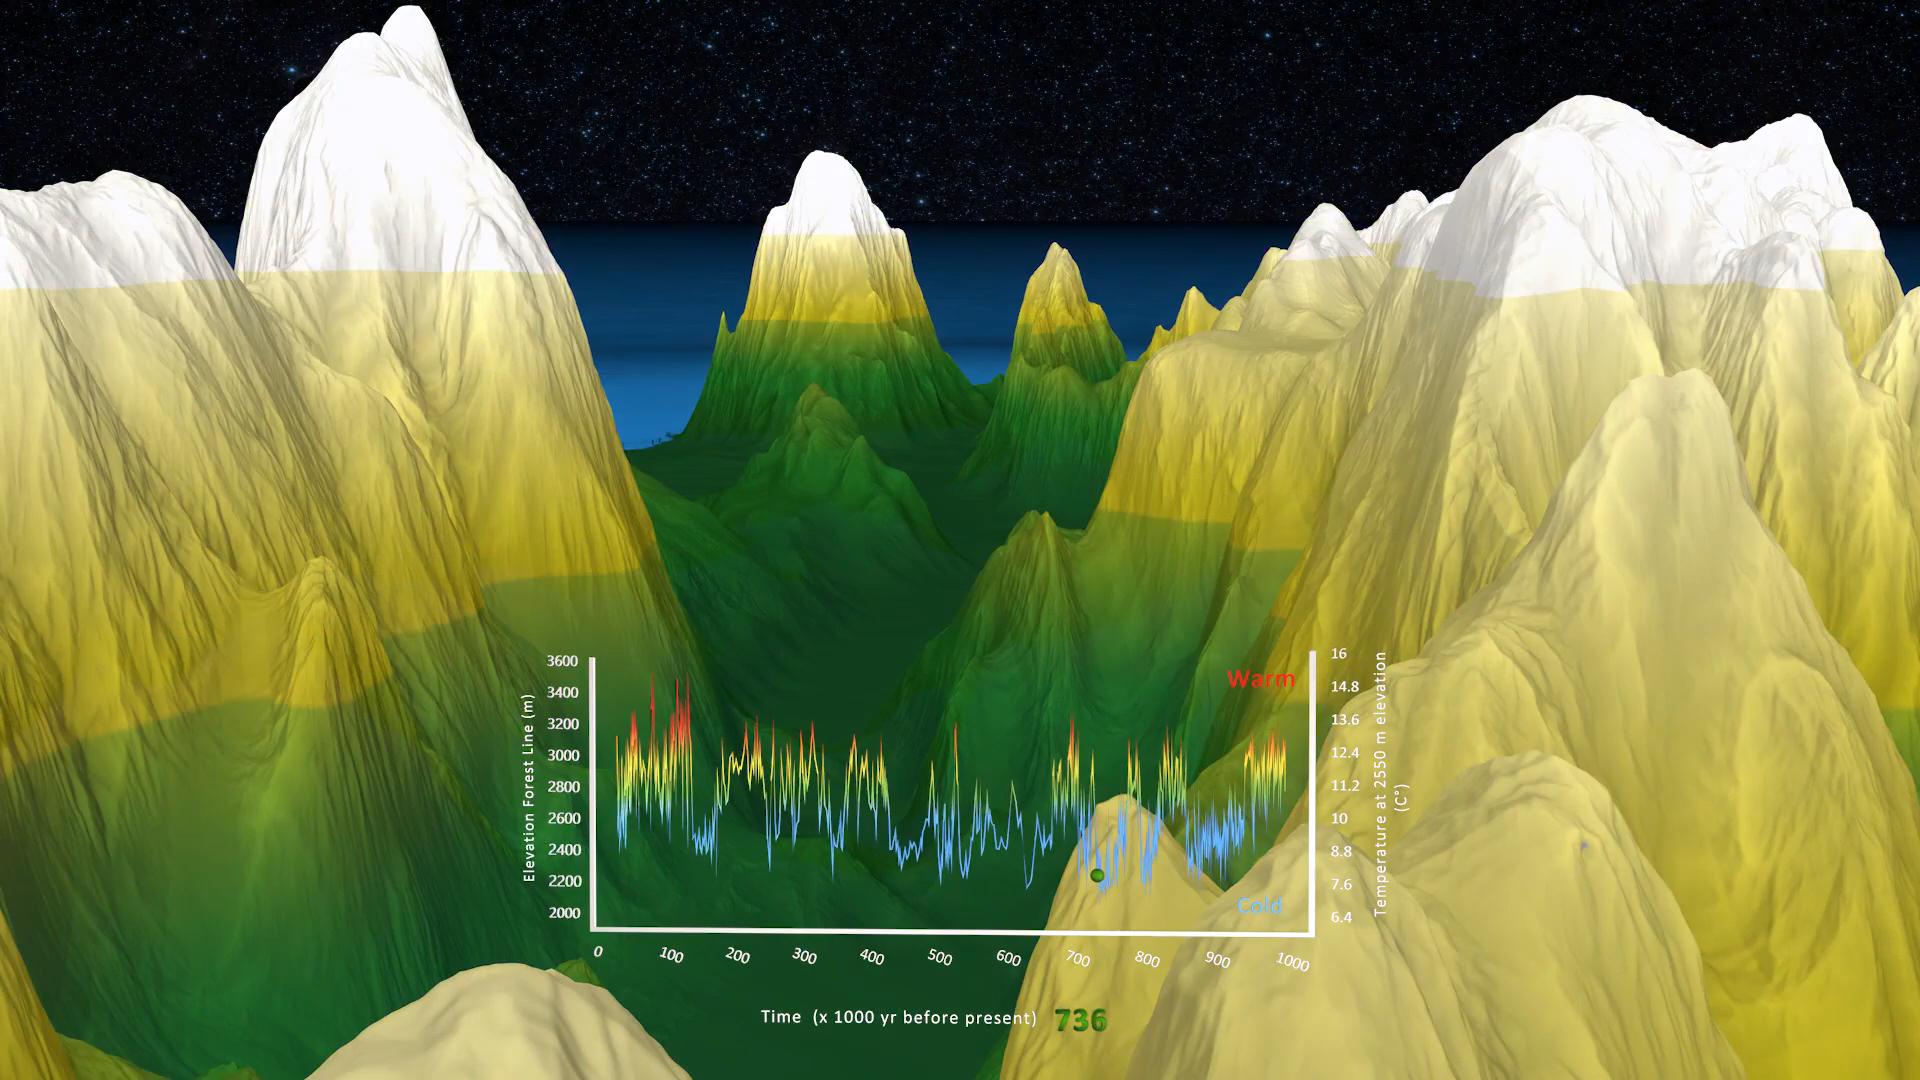 3600
3400
3200
3000
2800
2600
2400
2200
2000
Elevation Forest Line (m)
Warm
Cold
16
14.8
13.6
12.4
11.2
10
8.8
7.6
6.4
Temperature at 2550 m elevation
(C°)
0 100 200 300 400 500 600 700 800 900 1000
Time (x 1000 yr before present) 736